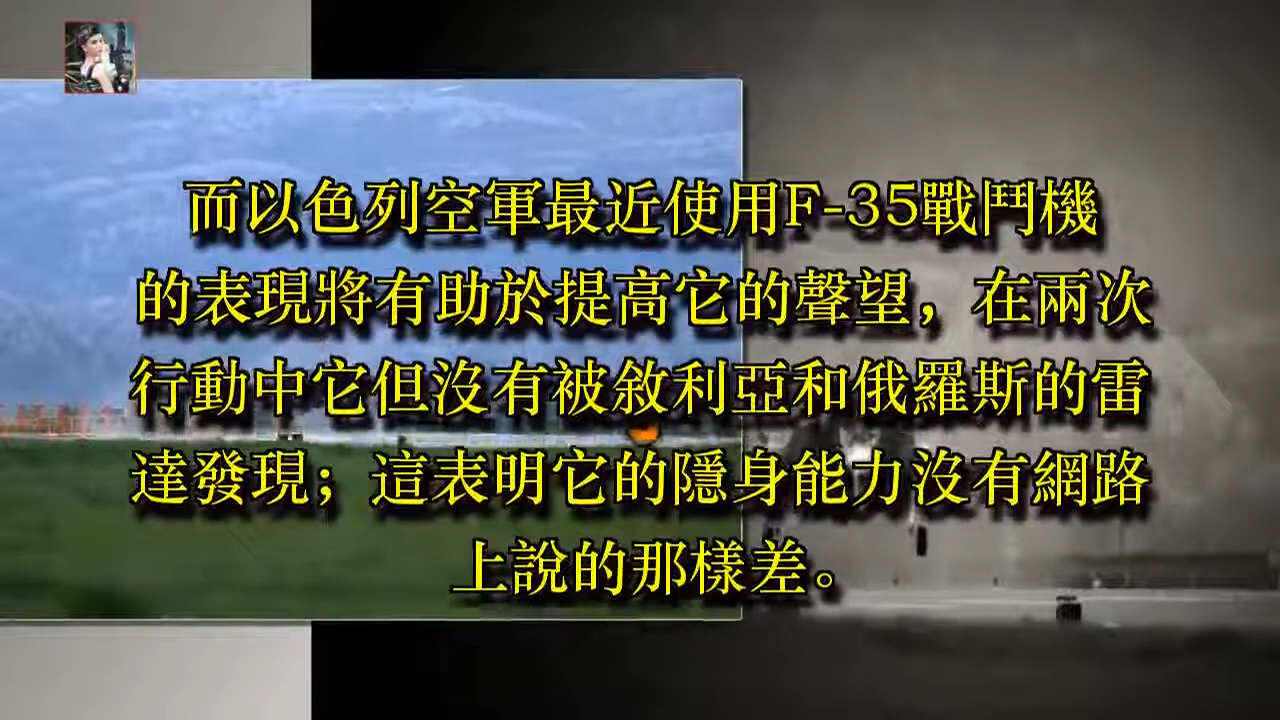 而以色列空軍最近使用F-35戰鬥機
的表現將有助於提高它的聲望，在兩次
行動中它但沒有被敘利亞和俄羅斯的雷
達發現；這表明它的隱身能力沒有網路
上說的那樣差。